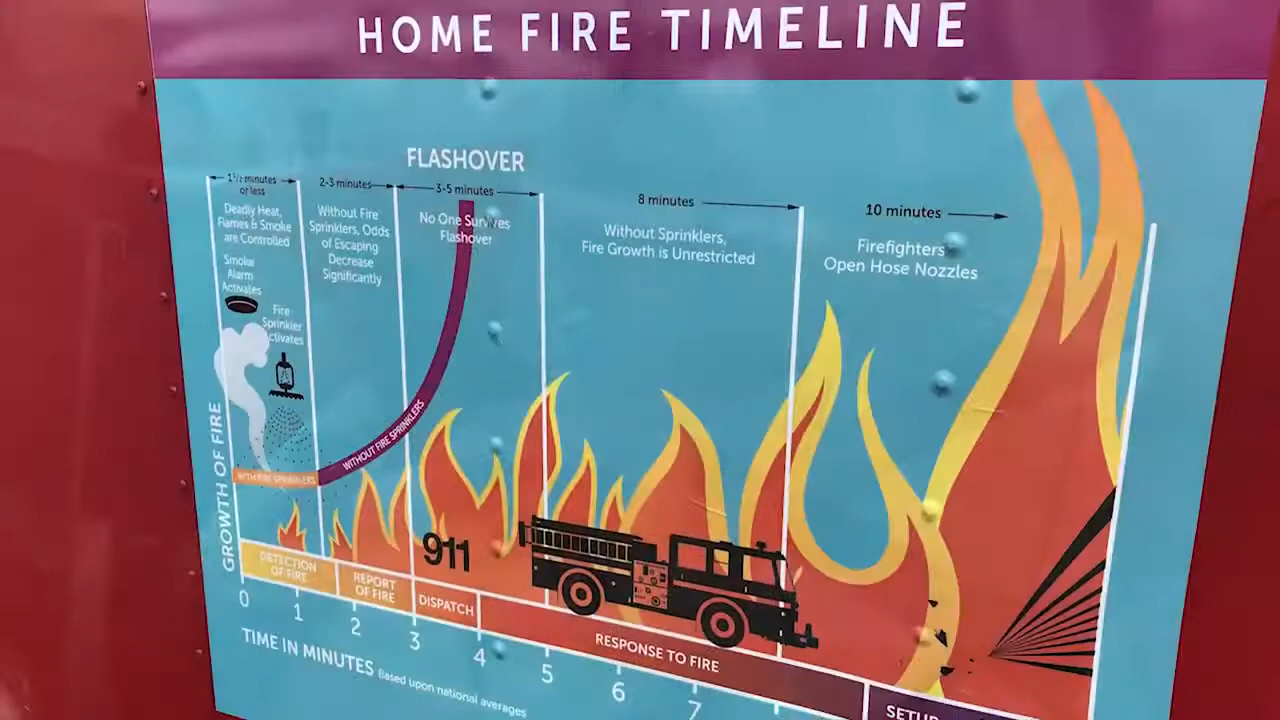 HOME FIRE TIMELINE
FLASHOVER
1½ minutes
or less
Deadly Heat,
Flames & Smoke
are Controlled
Smoke
Alarm
Activates
Fire
Sprinkler
ctivates
2-3 minutes
Without Fire
Sprinklers, Odds
of Escaping
Decrease
Significantly
3-5 minutes
No One Survives
Flashover
8 minutes
Without Sprinklers,
Fire Growth is Unrestricted
10 minutes
Firefighters
Open Hose Nozzles
GROWTH OF FIRE
WITH FIRE SPRINKLERS
WITHOUT FIRE SPRINKLERS
911
DETECTION
OF FIRE
REPORT
OF FIRE
DISPATCH
RESPONSE TO FIRE
SETUP
0 1 2 3 4 5 6 7
TIME IN MINUTES Based upon national averages